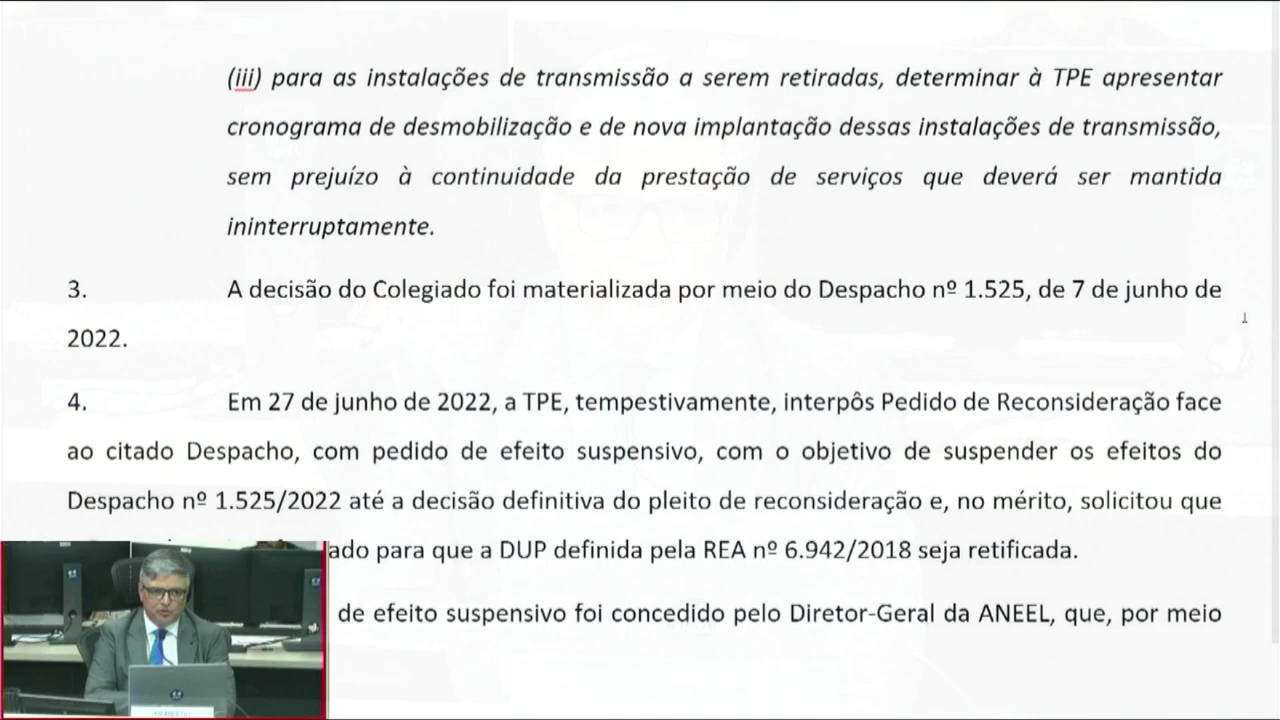 (iii) para as instalações de transmissão a serem retiradas, determinar à TPE apresentar
cronograma de desmobilização e de nova implantação dessas instalações de transmissão,
sem prejuízo à continuidade da prestação de serviços que deverá ser mantida
ininterruptamente.
3. A decisão do Colegiado foi materializada por meio do Despacho nº 1.525, de 7 de junho de
2022.
4. Em 27 de junho de 2022, a TPE, tempestivamente, interpôs Pedido de Reconsideração face
ao citado Despacho, com pedido de efeito suspensivo, com o objetivo de suspender os efeitos do
Despacho nº 1.525/2022 até a decisão definitiva do pleito de reconsideração e, no mérito, solicitou que
ado para que a DUP definida pela REA nº 6.942/2018 seja retificada.
de efeito suspensivo foi concedido pelo Diretor-Geral da ANEEL, que, por meio